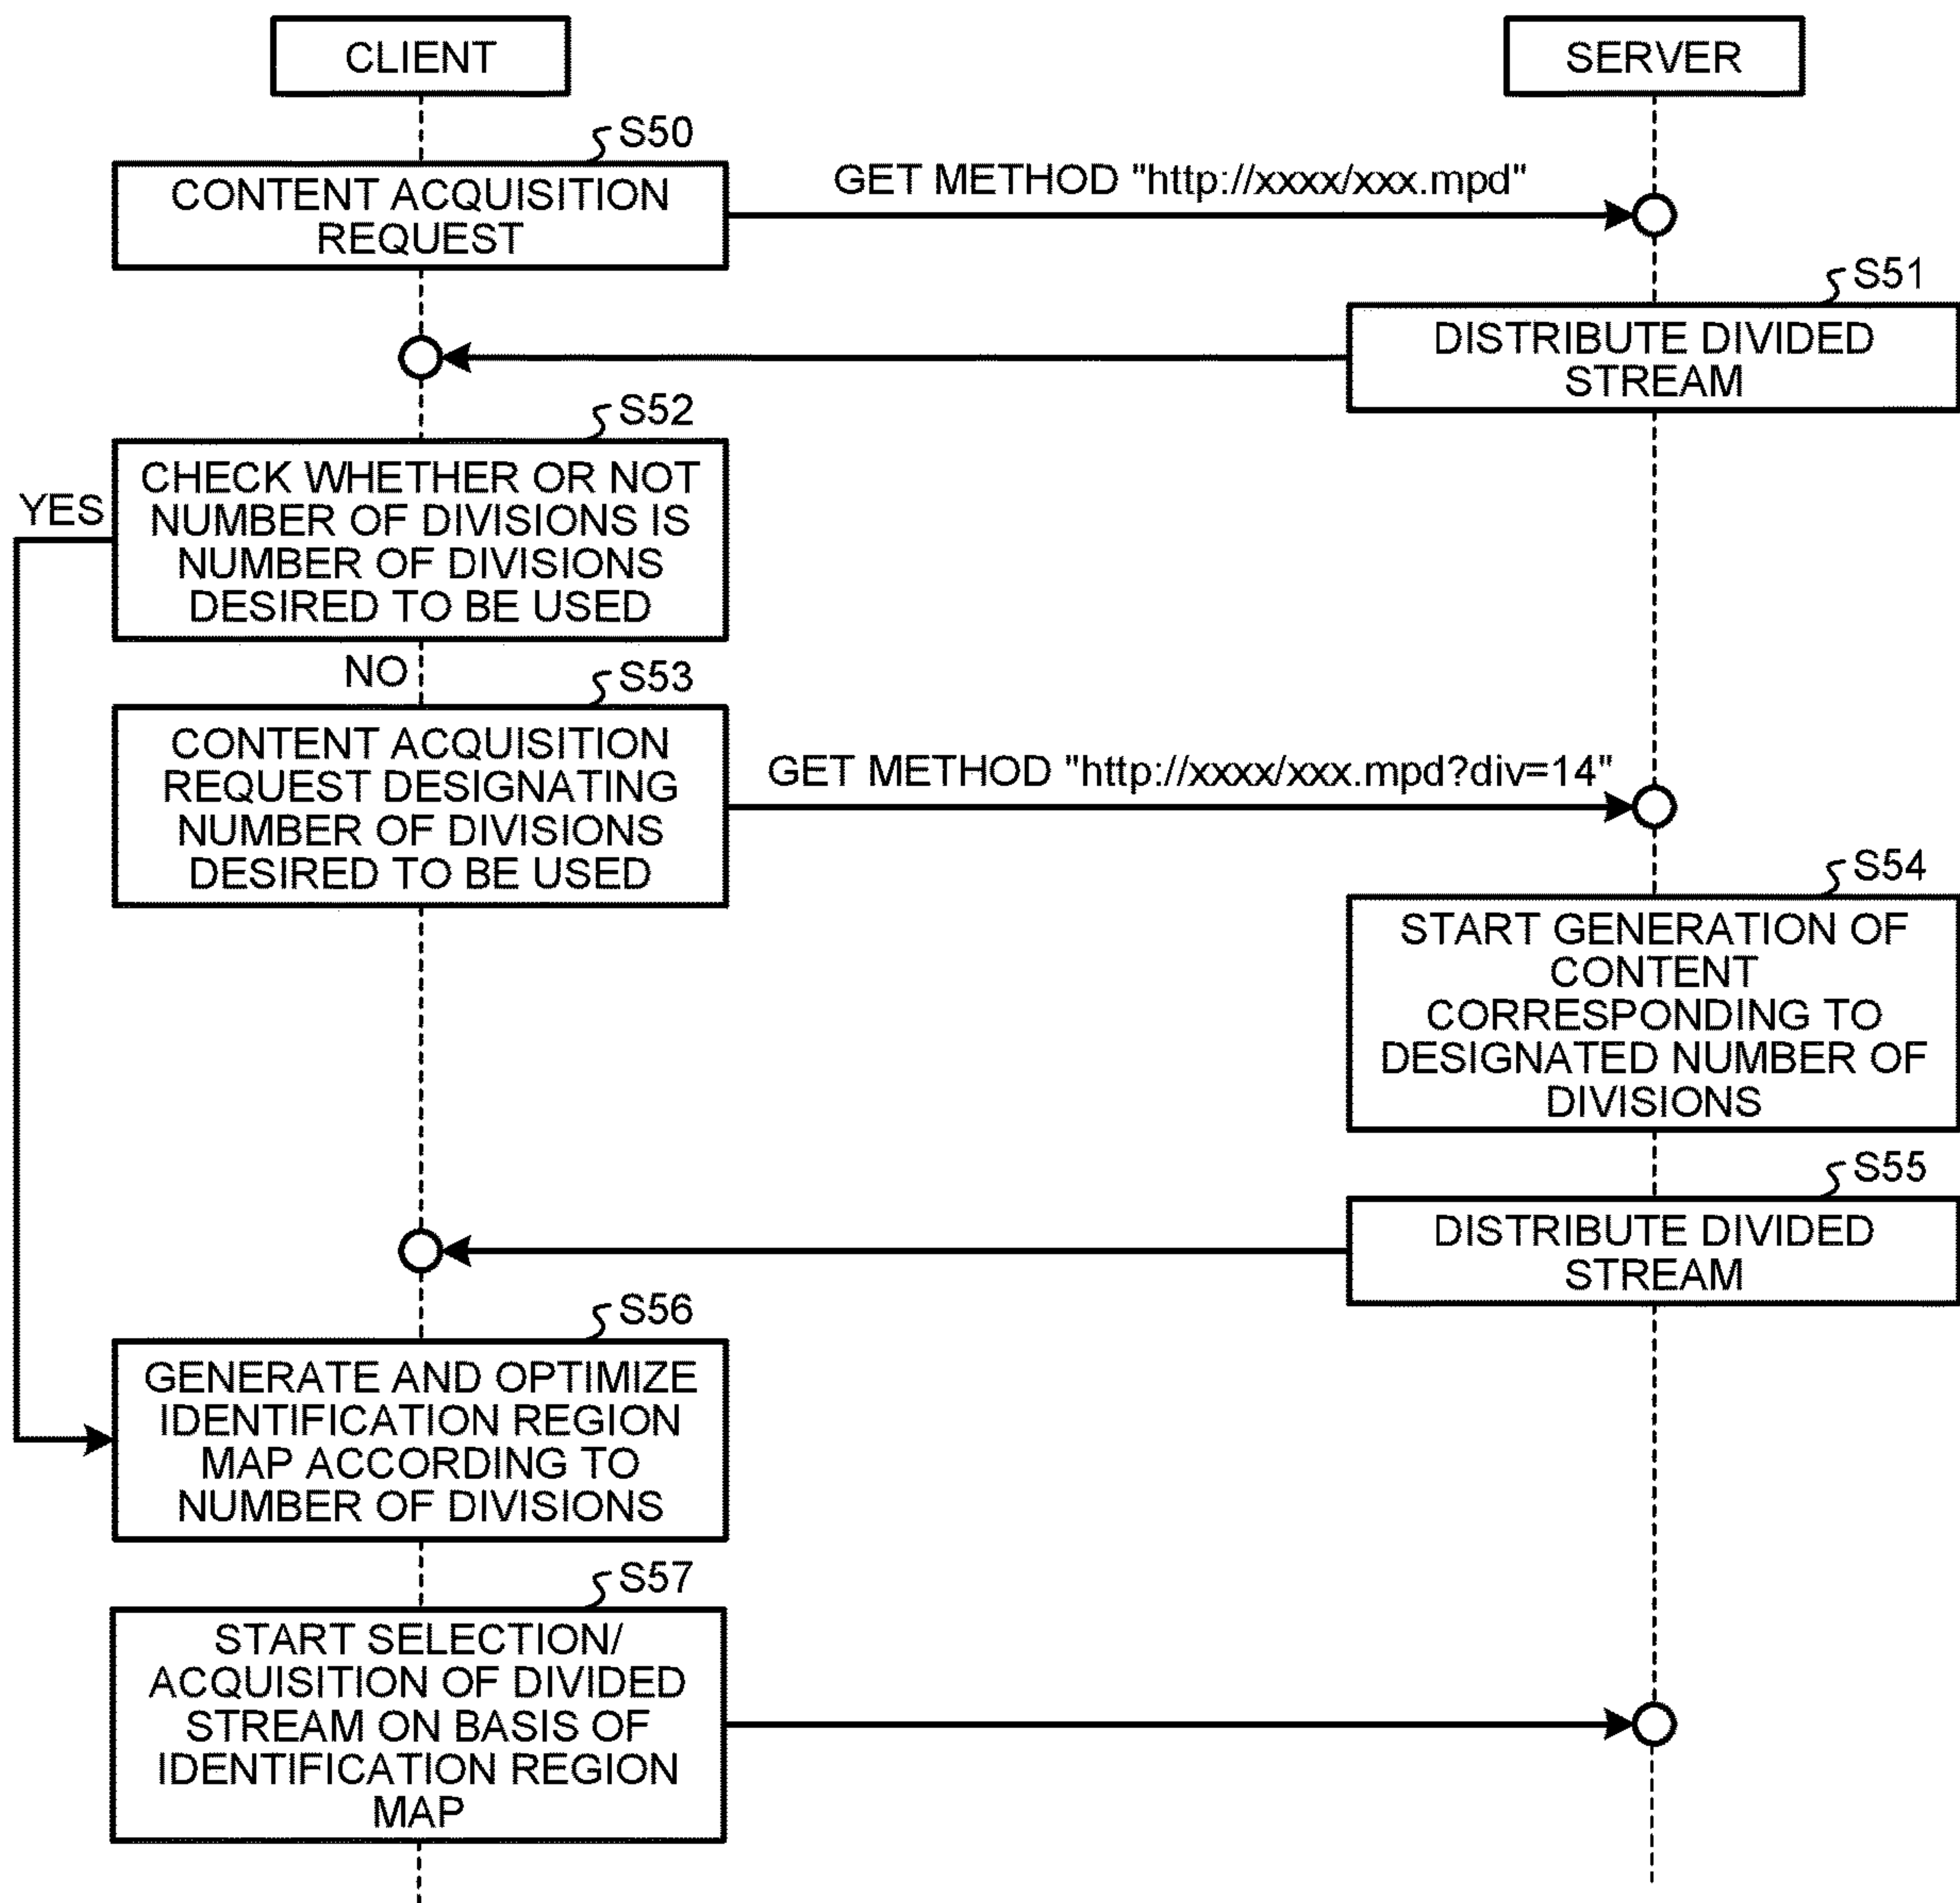 CLIENT
SERVER
S50
CONTENT ACQUISITION
REQUEST
GET METHOD "http://xxxx/xxx.mpd"
S51
DISTRIBUTE DIVIDED
STREAM
S52
CHECK WHETHER OR NOT
NUMBER OF DIVISIONS IS
NUMBER OF DIVISIONS
DESIRED TO BE USED
YES
NO
S53
CONTENT ACQUISITION
REQUEST DESIGNATING
NUMBER OF DIVISIONS
DESIRED TO BE USED
GET METHOD "http://xxxx/xxx.mpd?div=14"
S54
START GENERATION OF
CONTENT
CORRESPONDING TO
DESIGNATED NUMBER OF
DIVISIONS
S55
DISTRIBUTE DIVIDED
STREAM
S56
GENERATE AND OPTIMIZE
IDENTIFICATION REGION
MAP ACCORDING TO
NUMBER OF DIVISIONS
S57
START SELECTION/
ACQUISITION OF DIVIDED
STREAM ON BASIS OF
IDENTIFICATION REGION
MAP